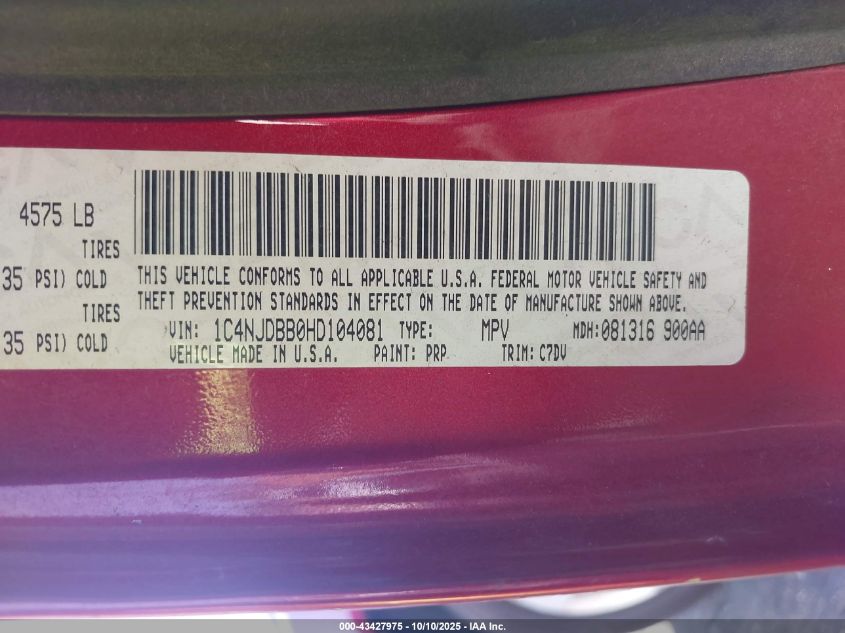 4575 LB
TIRES
35 PSI) COLD
TIRES
35 PSI) COLD
THIS VEHICLE CONFORMS TO ALL APPLICABLE U.S.A. FEDERAL MOTOR VEHICLE SAFETY AND
THEFT PREVENTION STANDARDS IN EFFECT ON THE DATE OF MANUFACTURE SHOWN ABOVE.
VIN: 1C4NJDBB0HD104081 TYPE: MPV MDH:081316 900AA
VEHICLE MADE IN U.S.A. PAINT: PRP TRIM: C7DV
000-43427975 - 10/10/2025 - IAA Inc.